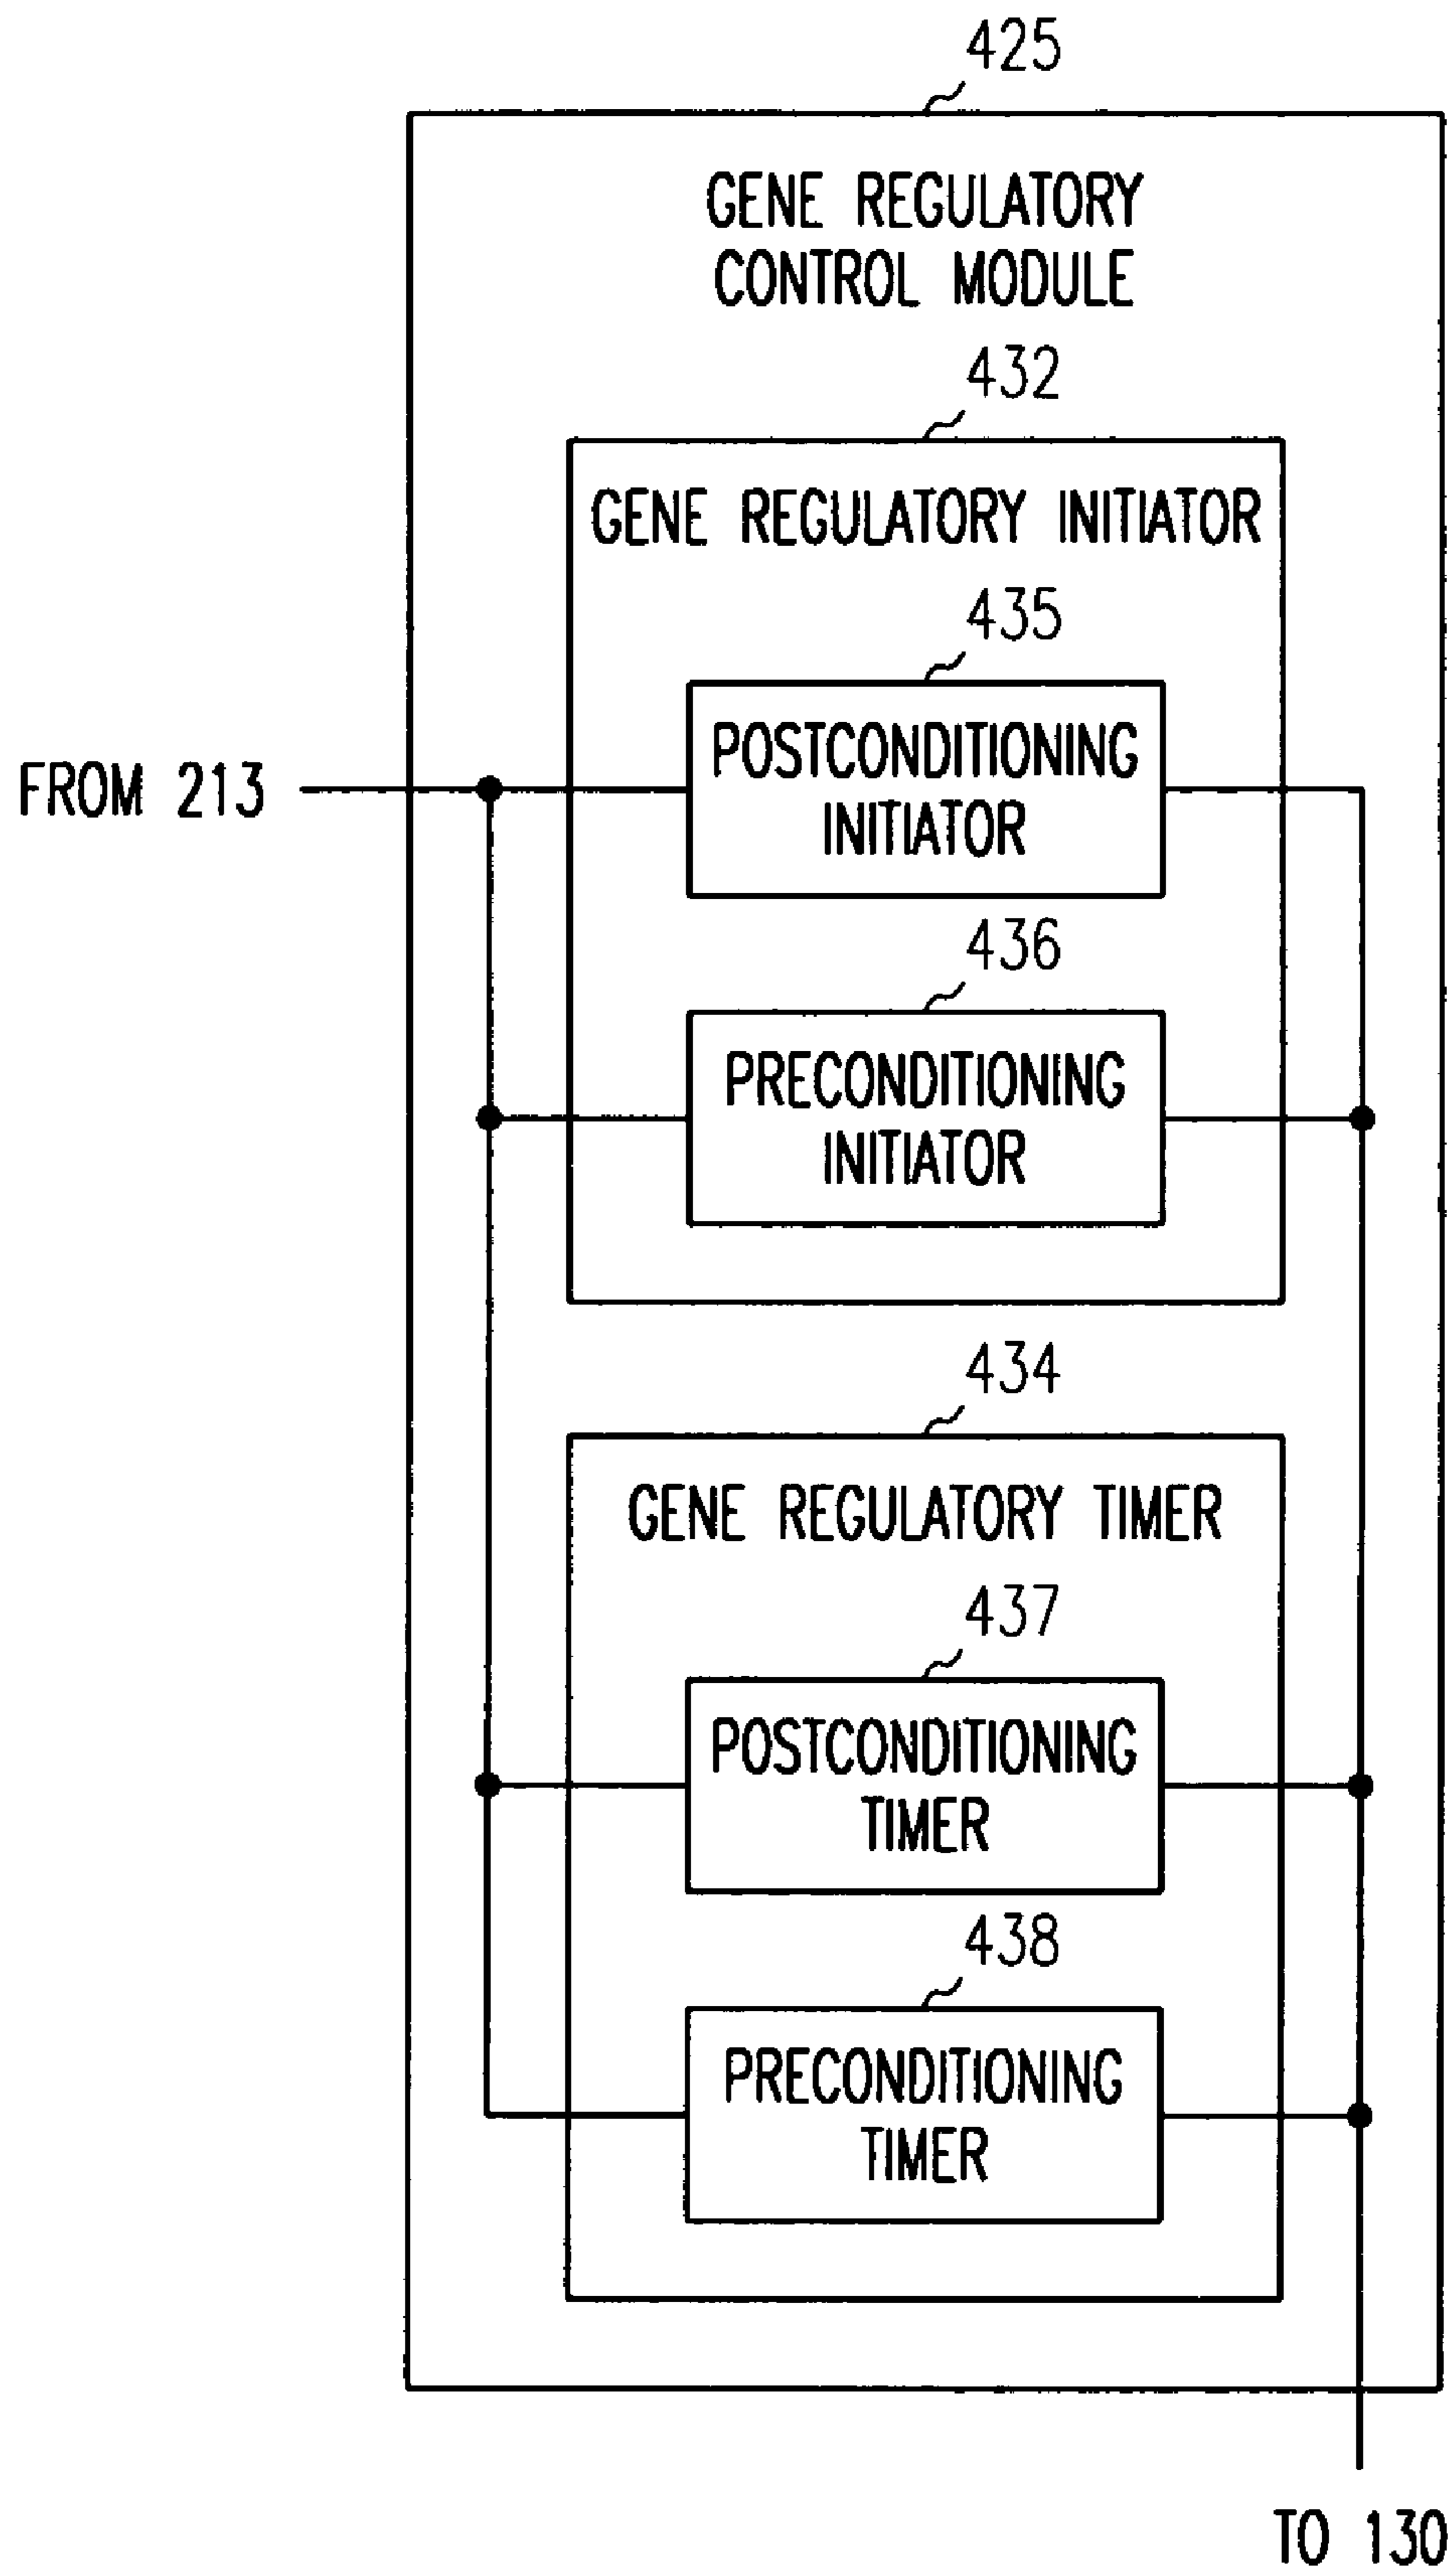 425
GENE REGULATORY
CONTROL MODULE
432
GENE REGULATORY INITIATOR
435
FROM 213
POSTCONDITIONING
INITIATOR
436
PRECONDITIONING
INITIATOR
434
GENE REGULATORY TIMER
437
POSTCONDITIONING
TIMER
438
PRECONDITIONING
TIMER
TO 130